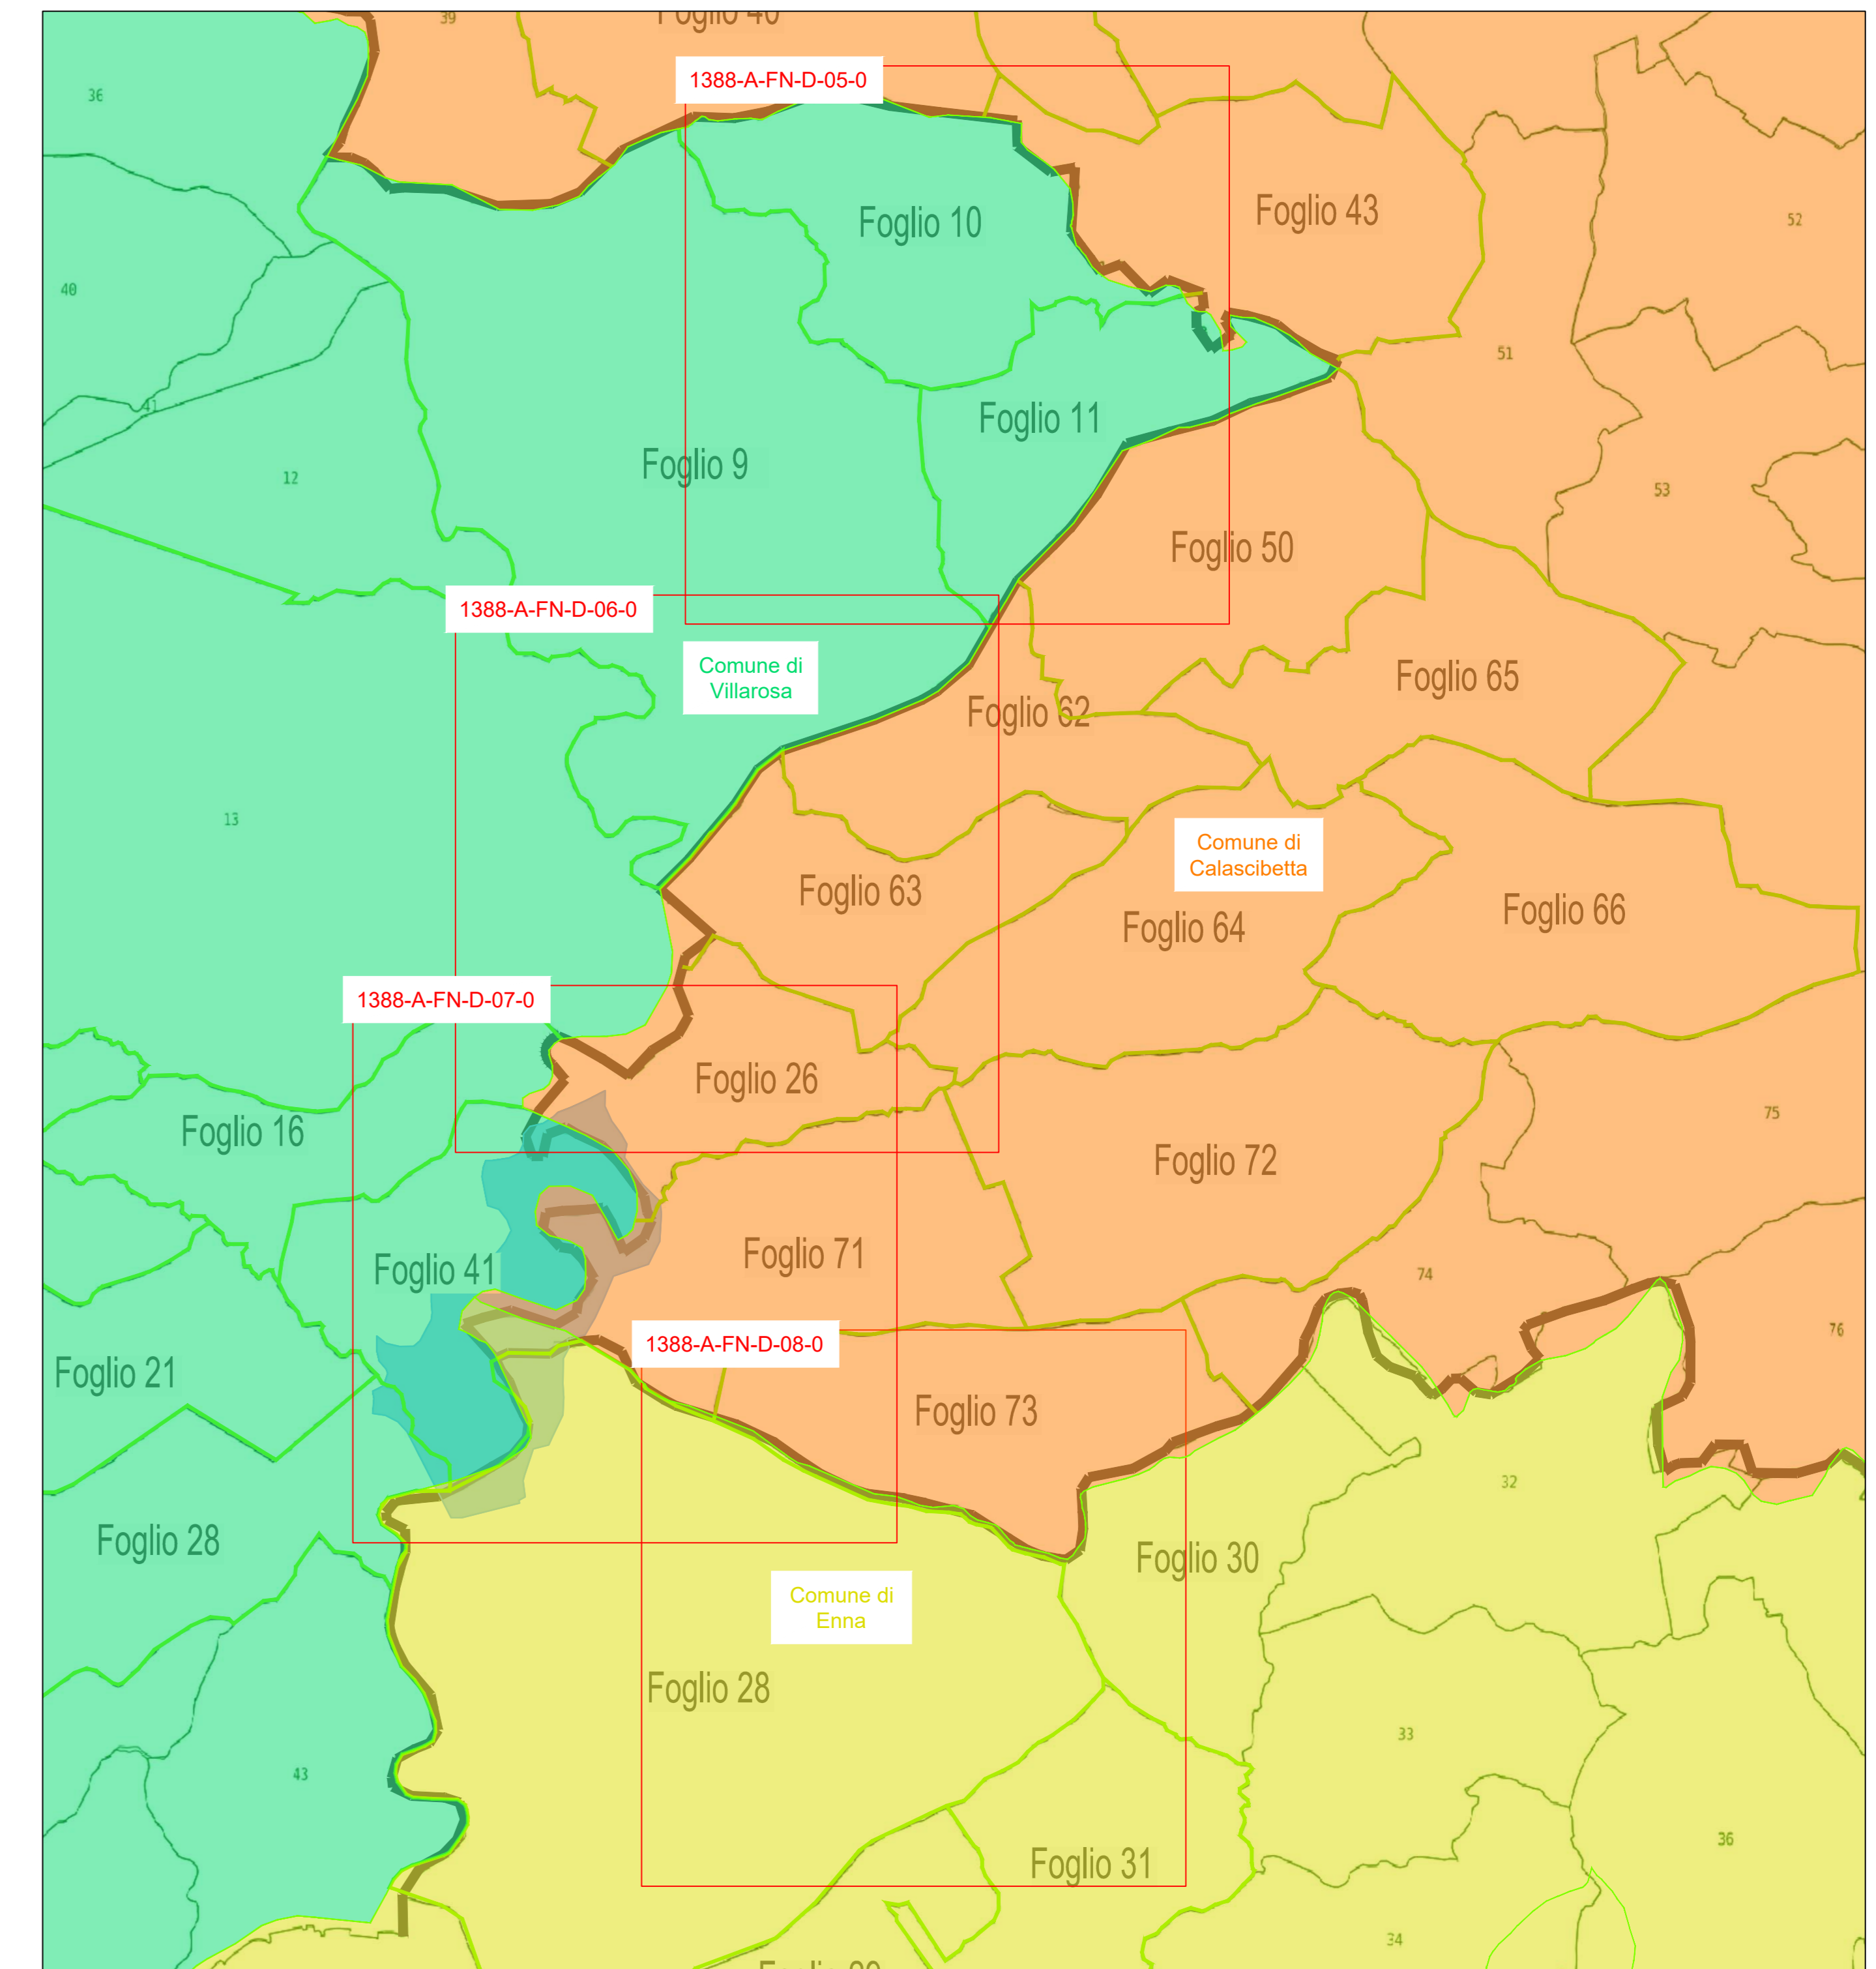 39
Foglio 40
36
1388-A-FN-D-05-0
Foglio 10
Foglio 43
52
40
51
41
Foglio 11
Foglio 9
12
53
Foglio 50
1388-A-FN-D-06-0
Comune di
Villarosa
Foglio 65
Foglio 62
13
Comune di
Calascibetta
Foglio 63
Foglio 64
Foglio 66
1388-A-FN-D-07-0
Foglio 26
75
Foglio 16
Foglio 72
Foglio 71
Foglio 41
74
76
1388-A-FN-D-08-0
Foglio 21
Foglio 73
32
Foglio 28
Foglio 30
Comune di
Enna
Foglio 28
33
43
36
Foglio 31
34